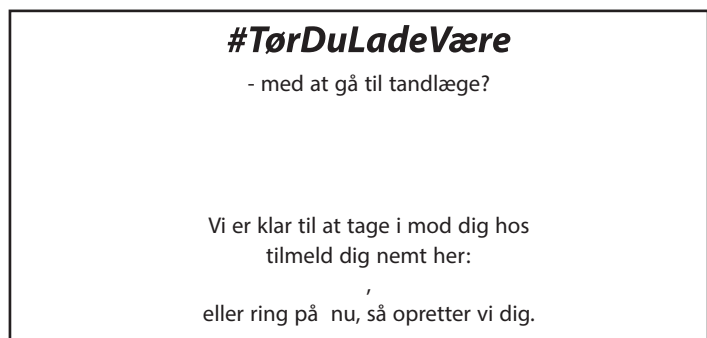 #TørDuLadeVære
- med at gå til tandlæge?
Vi er klar til at tage i mod dig hos
tilmeld dig nemt her:
,
eller ring på  nu, så opretter vi dig.